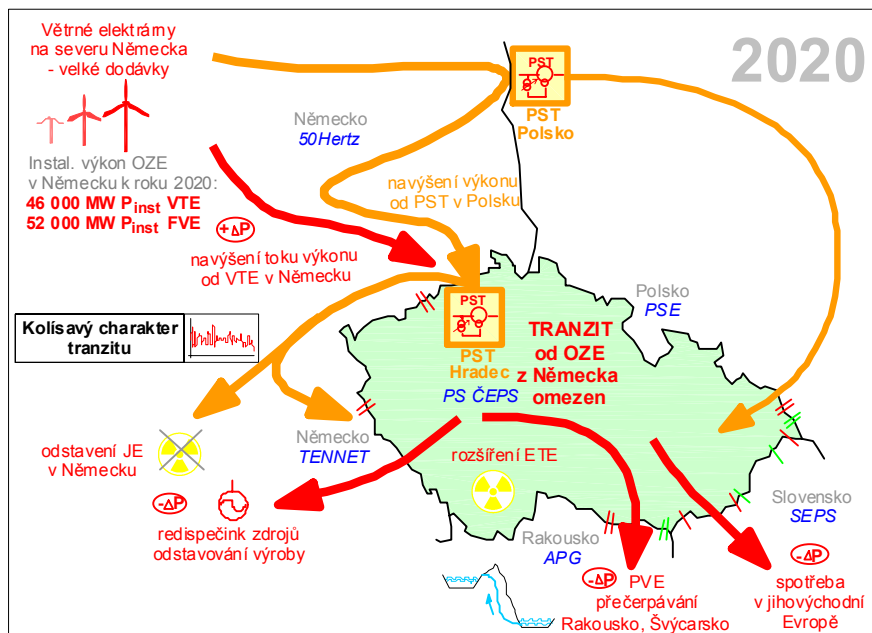 Větrné elektrárny
na severu Německa
- velké dodávky
2020
PST
PST
Polsko
Německo
50Hertz
Instal. výkon OZE
v Německu k roku 2020:
46 000 MW Pinst VTE
52 000 MW Pinst FVE
navýšení výkonu
od PST v Polsku
+ΔP
navýšení toku výkonu
od VTE v Německu
Polsko
PSE
PST
PST
Hradec
PS ČEPS
TRANZIT
od OZE
z Německa
omezen
Kolísavý charakter
tranzitu
odstavení JE
v Německu
Německo
TENNET
rozšíření ETE
-ΔP
redispečink zdrojů
odstavování výroby
Slovensko
SEPS
Rakousko
APG
-ΔP
PVE
přečerpávání
Rakousko, Švýcarsko
-ΔP
spotřeba
v jihovýchodní
Evropě